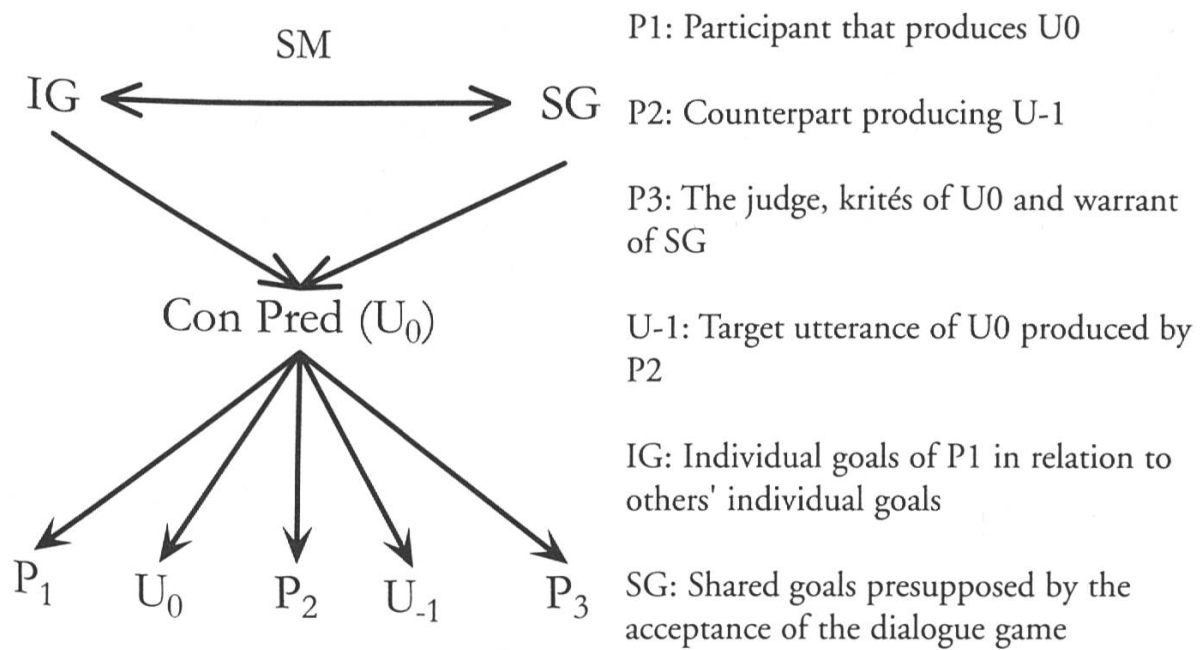 SM
IG
SG
Con Pred (U₀)
P₁
U₀
P₂
U₋₁
P₃
P1: Participant that produces U0
P2: Counterpart producing U-1
P3: The judge, krités of U0 and warrant
of SG
U-1: Target utterance of U0 produced by
P2
IG: Individual goals of P1 in relation to
others' individual goals
SG: Shared goals presupposed by the
acceptance of the dialogue game